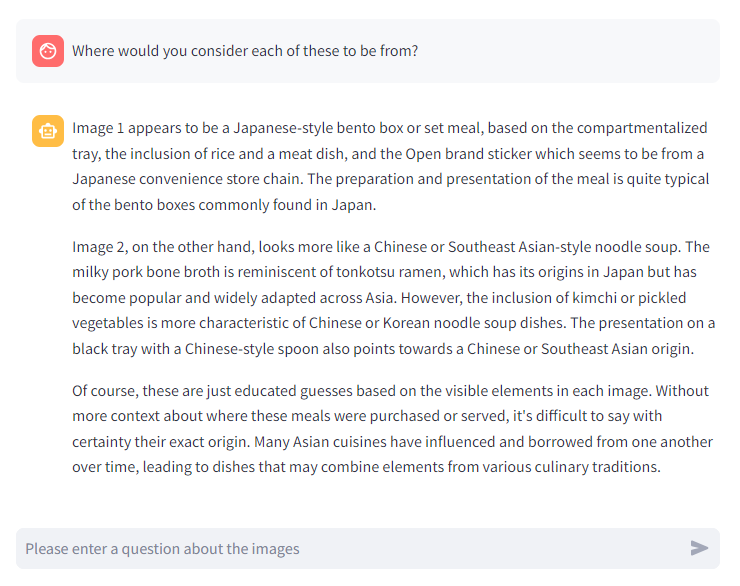 Where would you consider each of these to be from?
Image 1 appears to be a Japanese-style bento box or set meal, based on the compartmentalized
tray, the inclusion of rice and a meat dish, and the Open brand sticker which seems to be from a
Japanese convenience store chain. The preparation and presentation of the meal is quite typical
of the bento boxes commonly found in Japan.
Image 2, on the other hand, looks more like a Chinese or Southeast Asian-style noodle soup. The
milky pork bone broth is reminiscent of tonkotsu ramen, which has its origins in Japan but has
become popular and widely adapted across Asia. However, the inclusion of kimchi or pickled
vegetables is more characteristic of Chinese or Korean noodle soup dishes. The presentation on a
black tray with a Chinese-style spoon also points towards a Chinese or Southeast Asian origin.
Of course, these are just educated guesses based on the visible elements in each image. Without
more context about where these meals were purchased or served, it's difficult to say with
certainty their exact origin. Many Asian cuisines have influenced and borrowed from one another
over time, leading to dishes that may combine elements from various culinary traditions.
Please enter a question about the images